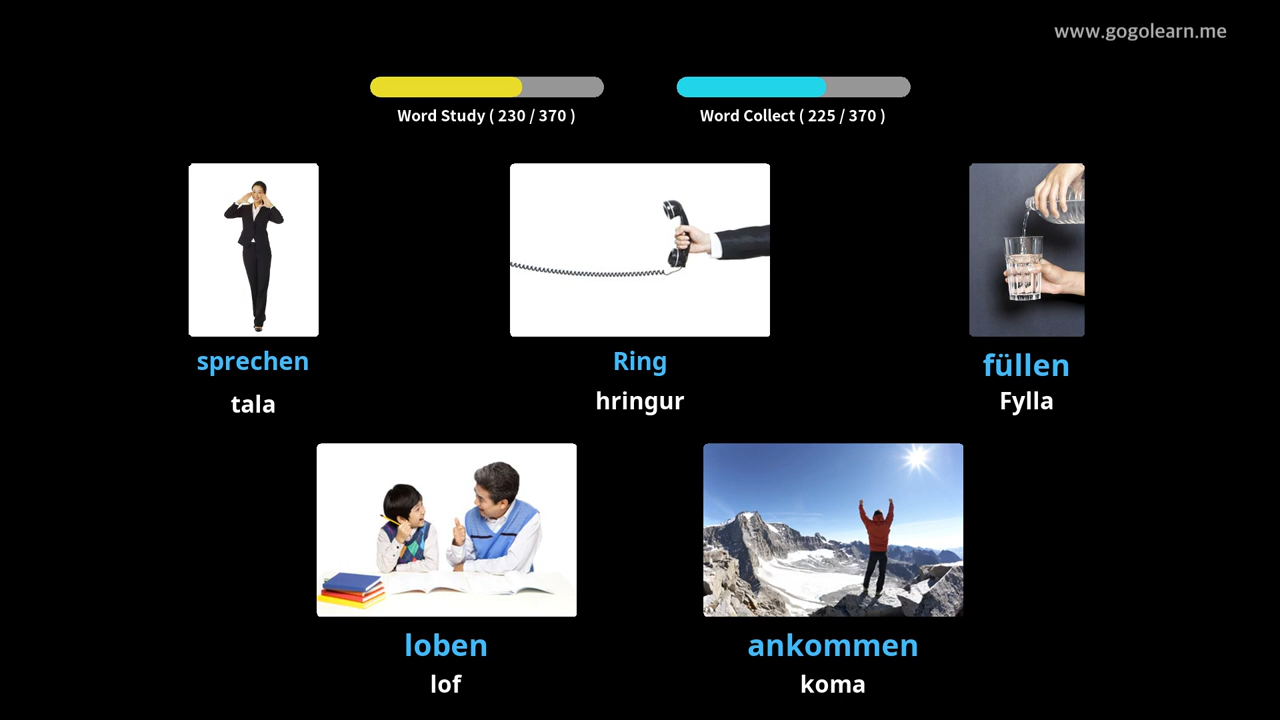 www.gogolearn.me
Word Study ( 230 / 370 )
Word Collect ( 225 / 370 )
sprechen
tala
Ring
hringur
füllen
Fylla
loben
lof
ankommen
koma